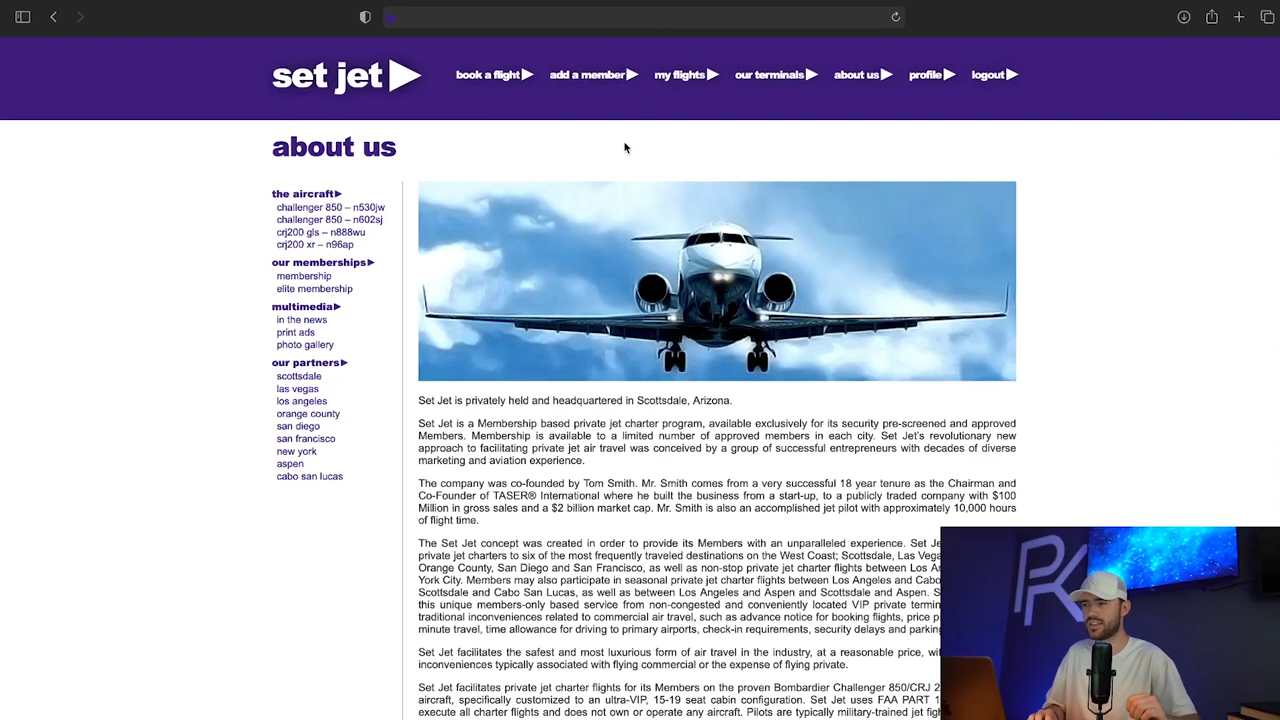 set jet
book a flight
add a member
my flights
our terminals
about us
profile
logout
about us
the aircraft
challenger 850 – n530jw
challenger 850 – n602sj
crj200 gls – n888wu
crj200 xr – n96ap
our memberships
membership
elite membership
multimedia
in the news
print ads
photo gallery
our partners
scottsdale
las vegas
los angeles
orange county
san diego
san francisco
new york
aspen
cabo san lucas
Set Jet is privately held and headquartered in Scottsdale, Arizona.
Set Jet is a Membership based private jet charter program, available exclusively for its security pre-screened and approved
Members. Membership is available to a limited number of approved members in each city. Set Jet's revolutionary new
approach to facilitating private jet air travel was conceived by a group of successful entrepreneurs with decades of diverse
marketing and aviation experience.
The company was co-founded by Tom Smith. Mr. Smith comes from a very successful 18 year tenure as the Chairman and
Co-Founder of TASER® International where he built the business from a start-up, to a publicly traded company with $100
Million in gross sales and a $2 billion market cap. Mr. Smith is also an accomplished jet pilot with approximately 10,000 hours
of flight time.
The Set Jet concept was created in order to provide its Members with an unparalleled experience. Set
private jet charters to six of the most frequently traveled destinations on the West Coast; Scottsdale, Las
Orange County, San Diego and San Francisco, as well as non-stop private jet charter flights between Los
York City. Members may also participate in seasonal private jet charter flights between Los Angeles and Cabo
Scottsdale and Cabo San Lucas, as well as between Los Angeles and Aspen and Scottsdale and Aspen.
this unique members-only based service from non-congested and conveniently located VIP private
traditional inconveniences related to commercial air travel, such as advance notice for booking flights, price
minute travel, time allowance for driving to primary airports, check-in requirements, security delays and
Set Jet facilitates the safest and most luxurious form of air travel in the industry, at a reasonable price,
inconveniences typically associated with flying commercial or the expense of flying private.
Set Jet facilitates private jet charter flights for its Members on the proven Bombardier Challenger 850/CRJ
aircraft, specifically customized to an ultra-VIP, 15-19 seat cabin configuration. Set Jet uses FAA PART
execute all charter flights and does not own or operate any aircraft. Pilots are typically military-trained jet